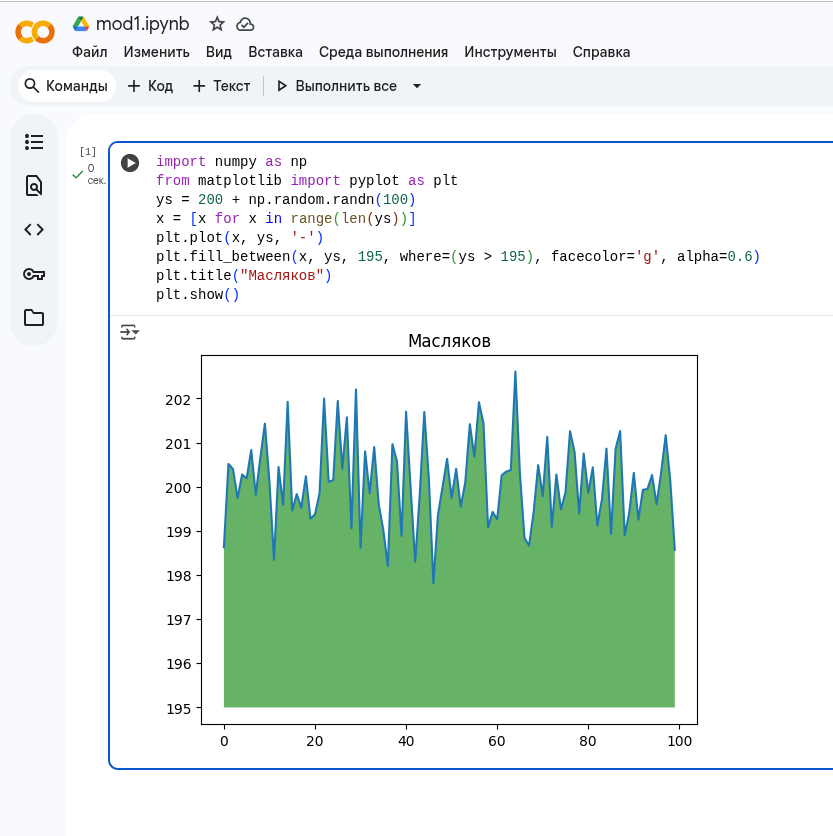 mod1.ipynb
Файл Изменить Вид Вставка Среда выполнения Инструменты Справка
Команды + Код + Текст Выполнить все
[1]
0
сек.
import numpy as np
from matplotlib import pyplot as plt
ys = 200 + np.random.randn(100)
x = [x for x in range(len(ys))]
plt.plot(x, ys, '-')
plt.fill_between(x, ys, 195, where=(ys > 195), facecolor='g', alpha=0.6)
plt.title("Масляков")
plt.show()
Масляков
202
201
200
199
198
197
196
195
0 20 40 60 80 100